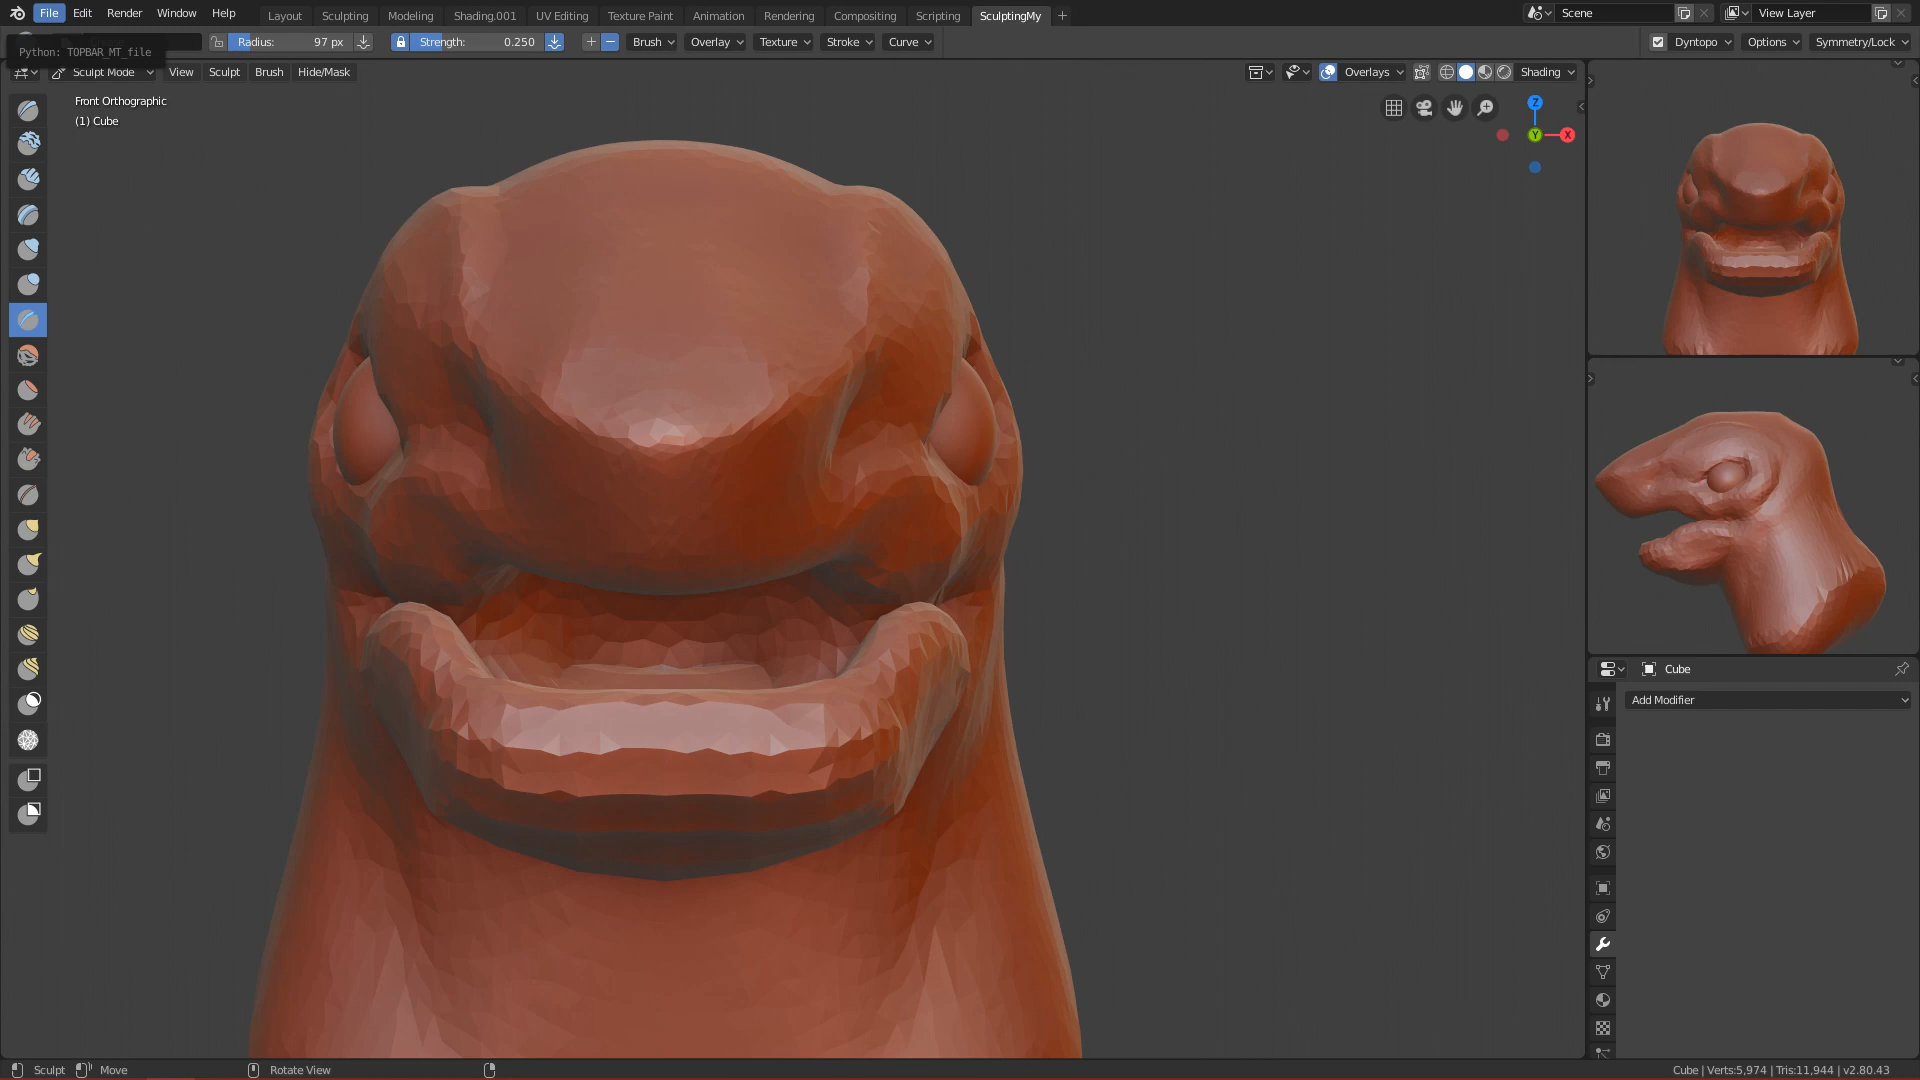 File Edit Render Window Help Layout Sculpting Modeling Shading.001 UV Editing Texture Paint Animation Rendering Compositing Scripting SculptingMy + Scene View Layer
Python: TOPBAR_MT_file Radius: 97 px Strength: 0.250 Brush Overlay Texture Stroke Curve Dyntopo Options Symmetry/Lock
Sculpt Mode View Sculpt Brush Hide/Mask Overlays Shading
Front Orthographic
(1) Cube
Z
Y
X
Cube
Add Modifier
Sculpt Move Rotate View Cube | Verts:5,974 | Tris:11,944 | v2.80.43